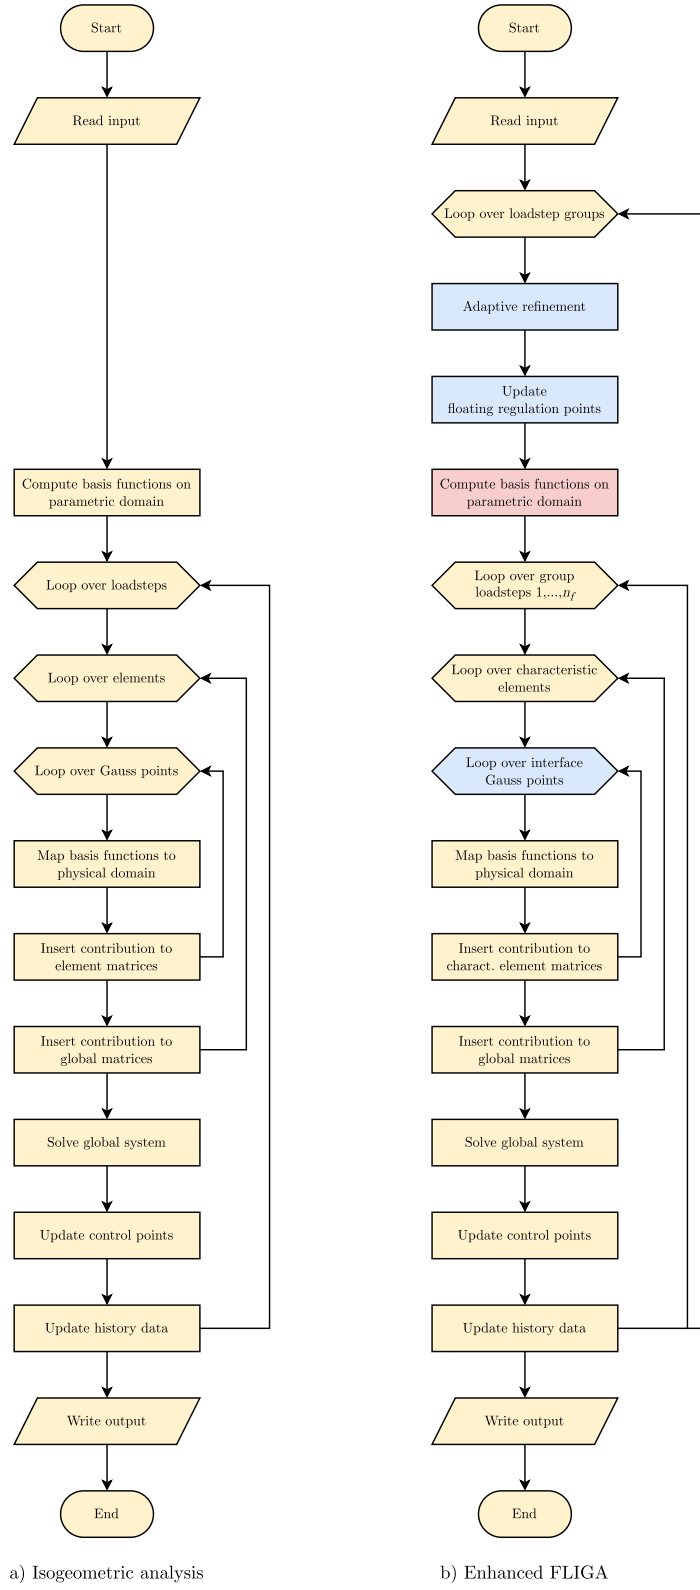 Start
Read input
Compute basis functions on
parametric domain
Loop over loadsteps
Loop over elements
Loop over Gauss points
Map basis functions to
physical domain
Insert contribution to
element matrices
Insert contribution to
global matrices
Solve global system
Update control points
Update history data
Write output
End
a) Isogeometric analysis
Start
Read input
Loop over loadstep groups
Adaptive refinement
Update
floating regulation points
Compute basis functions on
parametric domain
Loop over group
loadsteps 1,...,n_f
Loop over characteristic
elements
Loop over interface
Gauss points
Map basis functions to
physical domain
Insert contribution to
charact. element matrices
Insert contribution to
global matrices
Solve global system
Update control points
Update history data
Write output
End
b) Enhanced FLIGA